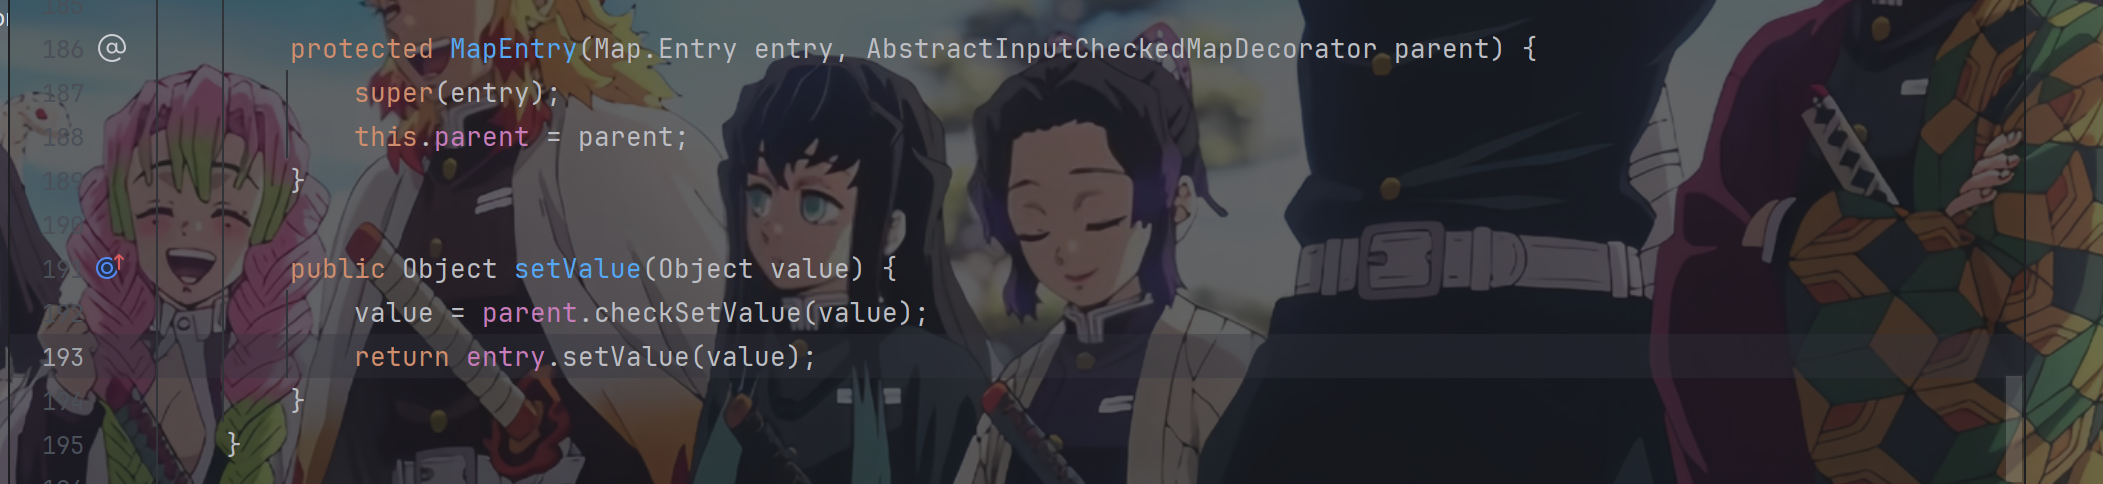 185
186 @ protected MapEntry(Map.Entry entry, AbstractInputCheckedMapDecorator parent) {
187 super(entry);
188 this.parent = parent;
189 }
190
191 public Object setValue(Object value) {
192 value = parent.checkSetValue(value);
193 return entry.setValue(value);
194 }
195 }